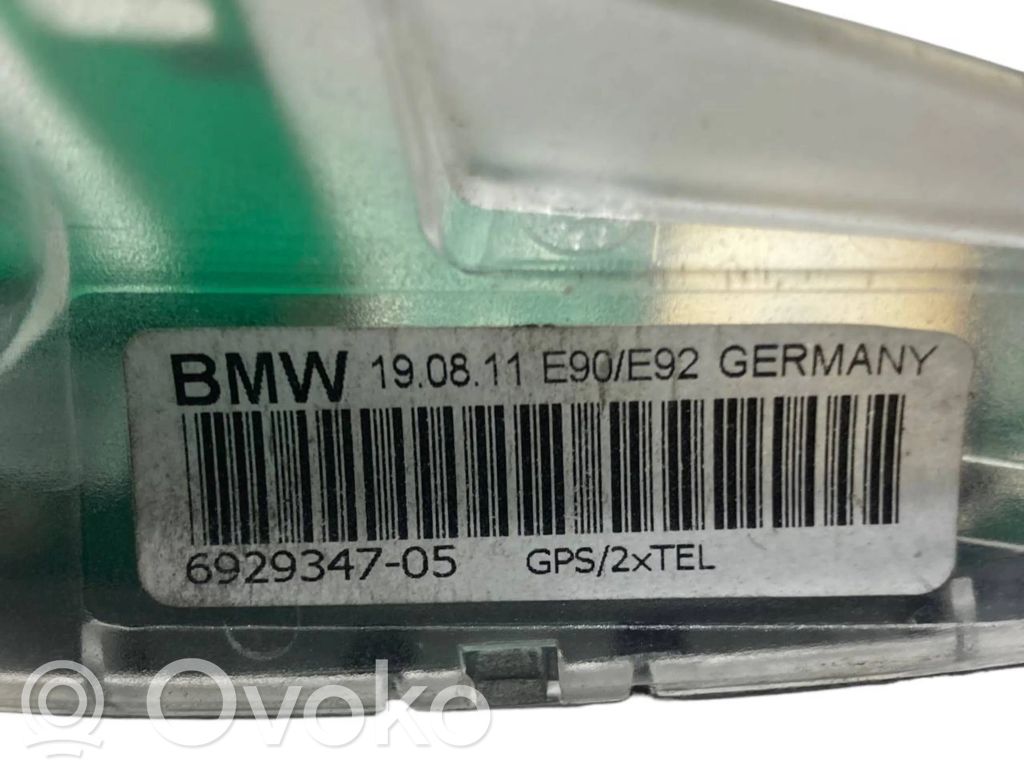 BMW 19.08.11 E90/E92 GERMANY
6929347-05 GPS/2xTEL
Ovoko